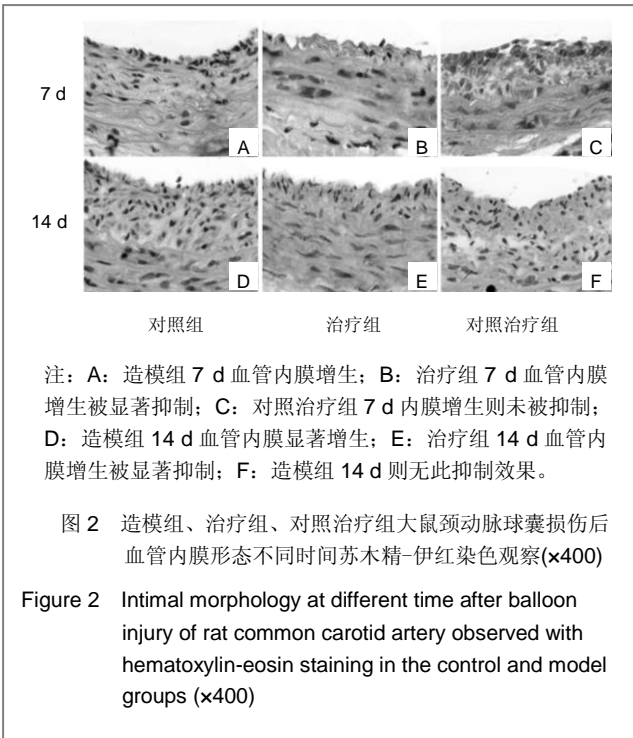 7 d
A
B
C
14 d
D
E
F
对照组 治疗组 对照治疗组
注：A：造模组 7 d 血管内膜增生；B：治疗组 7 d 血管内膜
增生被显著抑制；C：对照治疗组 7 d 内膜增生则未被抑制；
D：造模组 14 d 血管内膜显著增生；E：治疗组 14 d 血管内
膜增生被显著抑制；F：造模组 14 d 则无此抑制效果。
图 2 造模组、治疗组、对照治疗组大鼠颈动脉球囊损伤后
血管内膜形态不同时间苏木精-伊红染色观察(×400)
Figure 2 Intimal morphology at different time after balloon
injury of rat common carotid artery observed with
hematoxylin-eosin staining in the control and model
groups (×400)